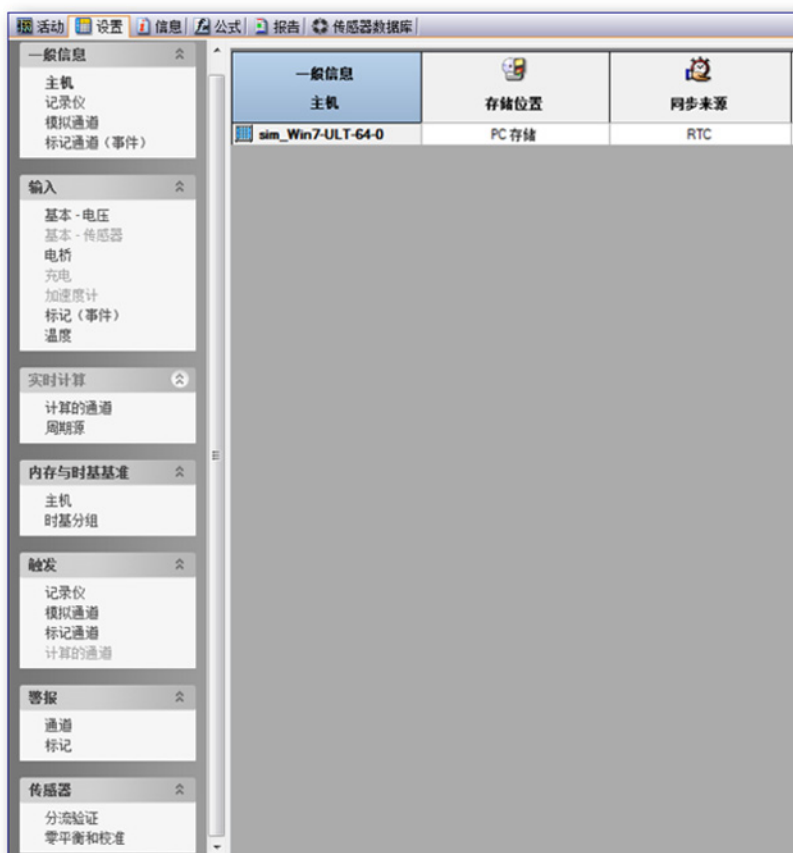 活动 设置 信息 公式 报告 传感器数据库
一般信息
主机
记录仪
模拟通道
标记通道（事件）
输入
基本 - 电压
基本 - 传感器
电桥
充电
加速度计
标记（事件）
温度
实时计算
计算的通道
周期源
内存与时基基准
主机
时基分组
触发
记录仪
模拟通道
标记通道
计算的通道
警报
通道
标记
传感器
分流验证
零平衡和校准
一般信息
主机 存储位置 同步来源
sim_Win7-ULT-64-0 PC 存储 RTC